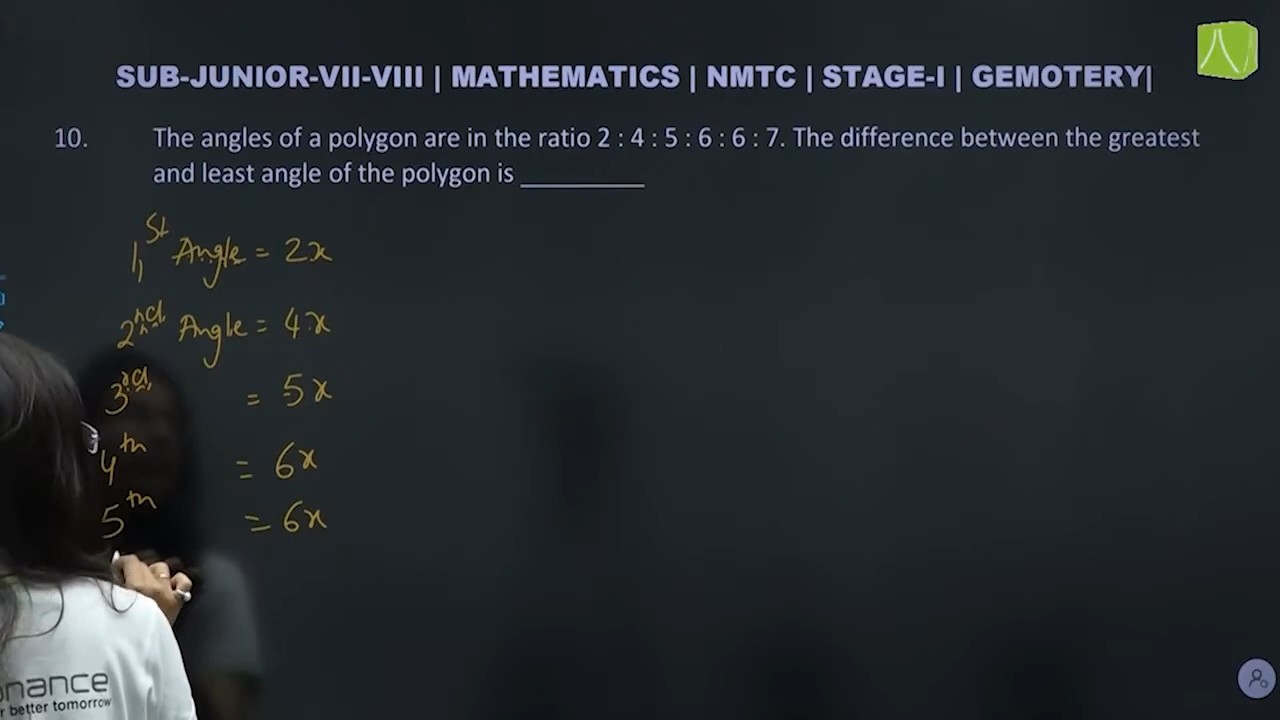 SUB-JUNIOR-VII-VIII | MATHEMATICS | NMTC | STAGE-I | GEMOTERY|
10. The angles of a polygon are in the ratio 2 : 4 : 5 : 6 : 6 : 7. The difference between the greatest
and least angle of the polygon is __________
1st Angle = 2x
2nd Angle = 4x
3rd = 5x
4th = 6x
5th = 6x
better tomorrow